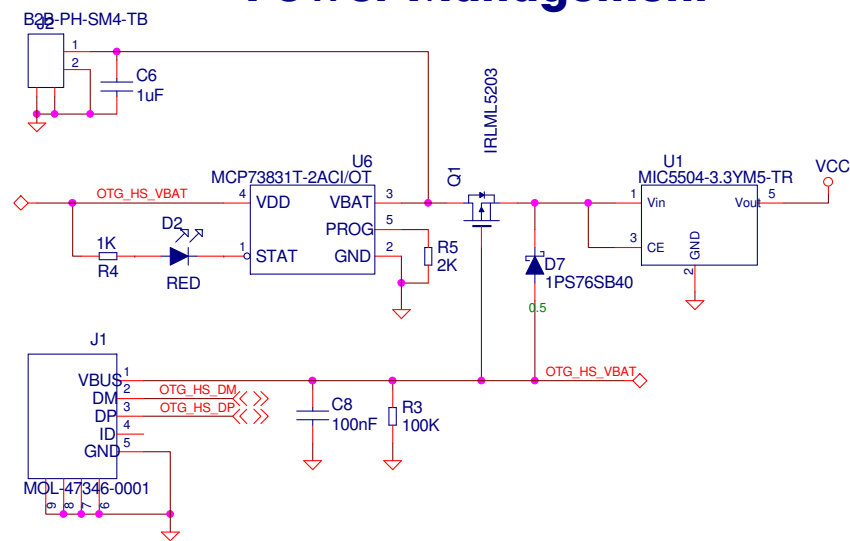 Power Management
B2B-PH-SM4-TB
J2
1
2
C6
1uF
IRLML5203
Q1
U6
MCP73831T-2ACI/OT
OTG_HS_VBAT
4
VDD
VBAT
3
PROG
5
1
STAT
GND
2
D2
RED
1K
R4
R5
2K
U1
MIC5504-3.3YM5-TR
1
Vin
Vout
5
3
CE
GND
2
VCC
D7
1PS76SB40
0.5
J1
VBUS
1
DM
2
DP
3
ID
4
GND
5
OTG_HS_DM
OTG_HS_DP
OTG_HS_VBAT
C8
100nF
R3
100K
MOL-47346-0001
9
8
7
6